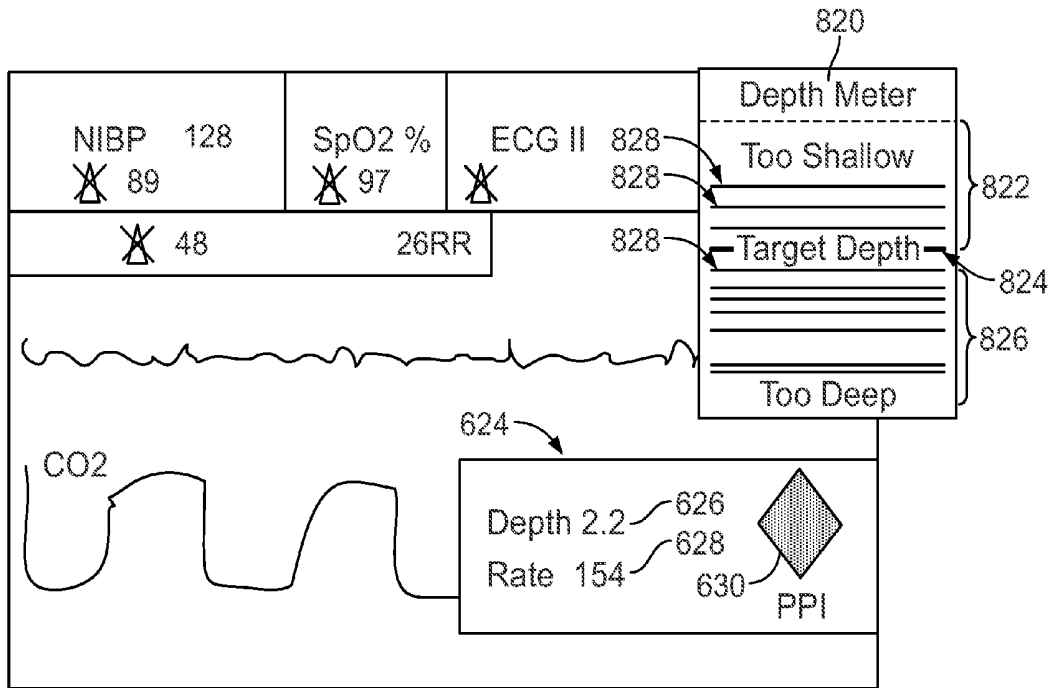 820
Depth Meter
NIBP 128
89
SpO2 %
97
ECG II
828
828
Too Shallow
822
48
26RR
828
Target Depth
824
826
Too Deep
624
CO2
Depth 2.2
626
Rate 154
628
630
PPI